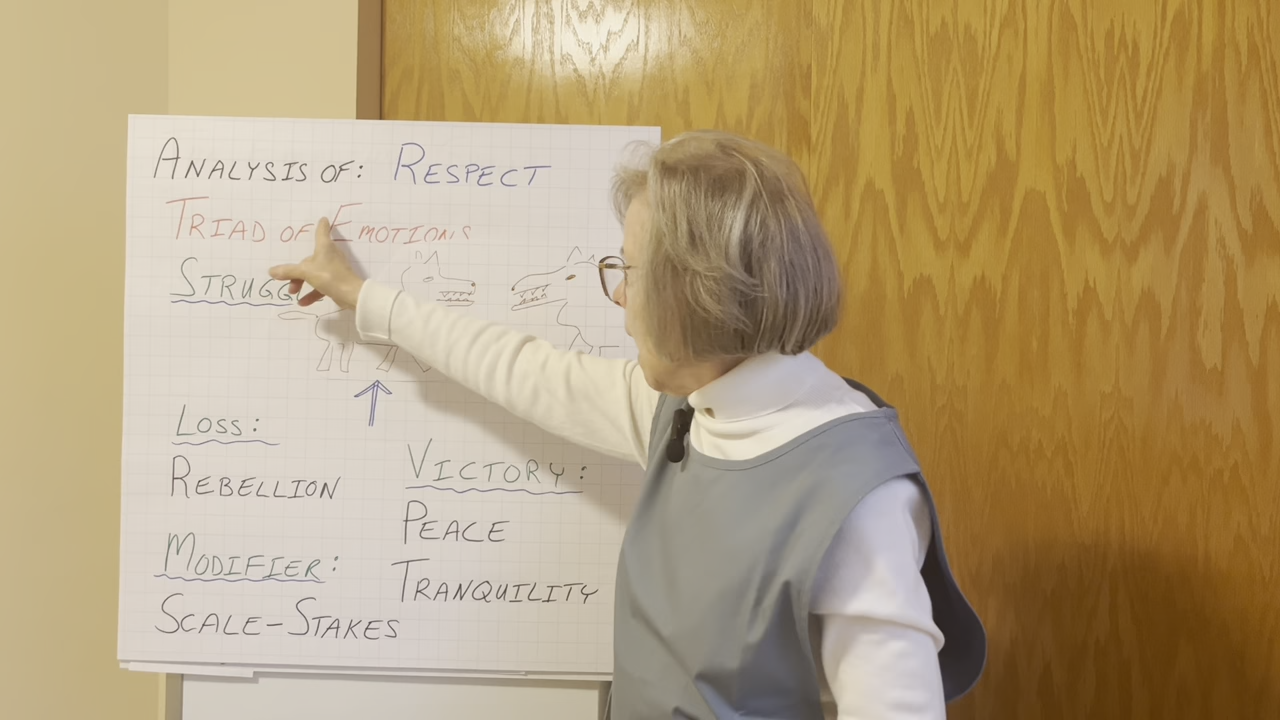 ANALYSIS OF: RESPECT
TRIAD OF EMOTIONS
LOSS:
REBELLION
VICTORY:
PEACE
TRANQUILITY
MODIFIER:
SCALE-STAKES